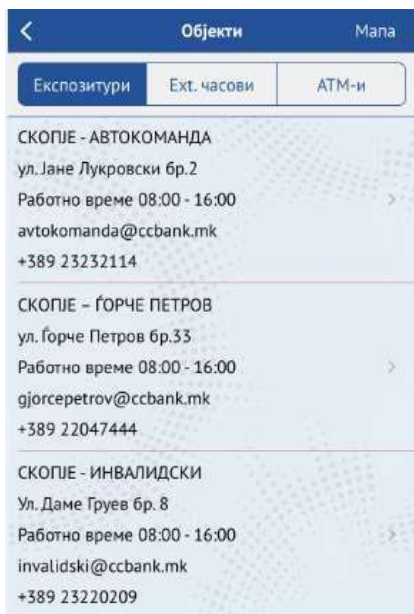 Објекти
Мапа
Експозитури
Ext. часови
АТМ-и
СКОПЈЕ - АВТОКОМАНДА
ул. Јане Лукровски бр.2
Работно време 08:00 - 16:00
avtokomanda@ccbank.mk
+389 23232114
СКОПЈЕ – ЃОРЧЕ ПЕТРОВ
ул. Ѓорче Петров бр.33
Работно време 08:00 - 16:00
gjorcepetrov@ccbank.mk
+389 22047444
СКОПЈЕ - ИНВАЛИДСКИ
Ул. Даме Груев бр. 8
Работно време 08:00 - 16:00
invalidski@ccbank.mk
+389 23220209